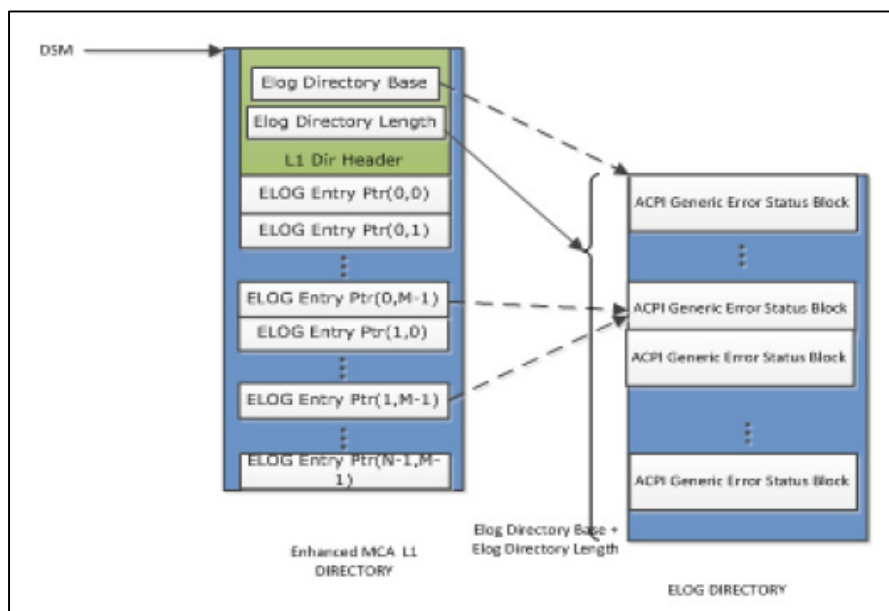 DSM
Elog Directory Base
Elog Directory Length
L1 Dir Header
ELOG Entry Ptr(0,0)
ELOG Entry Ptr(0,1)
ELOG Entry Ptr(0,M-1)
ELOG Entry Ptr(1,0)
ELOG Entry Ptr(1,M-1)
ELOG Entry Ptr(N-1,M-
1)
Enhanced MCA L1
DIRECTORY
ACPI Generic Error Status Block
ACPI Generic Error Status Block
ACPI Generic Error Status Block
ACPI Generic Error Status Block
Elog Directory Base +
Elog Directory Length
ELOG DIRECTORY